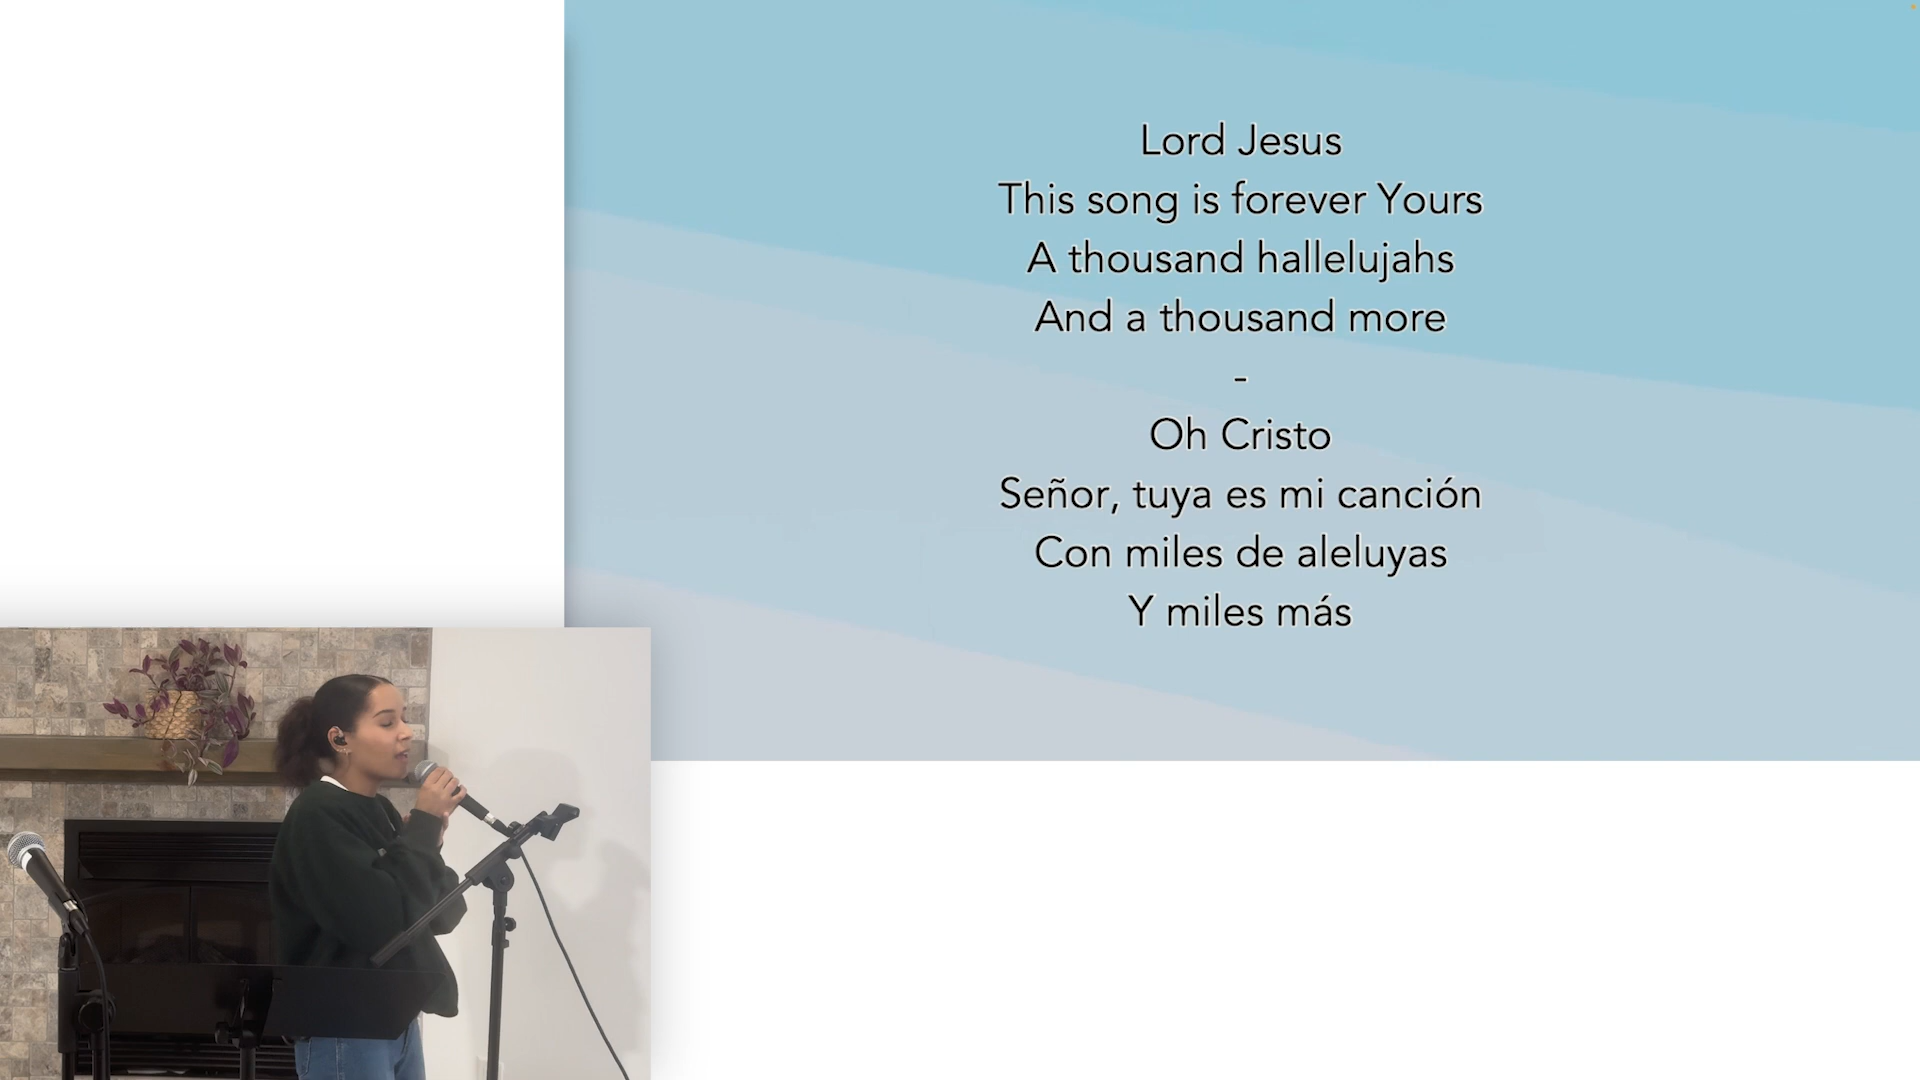 Lord Jesus
This song is forever Yours
A thousand hallelujahs
And a thousand more
-
Oh Cristo
Señor, tuya es mi canción
Con miles de aleluyas
Y miles más